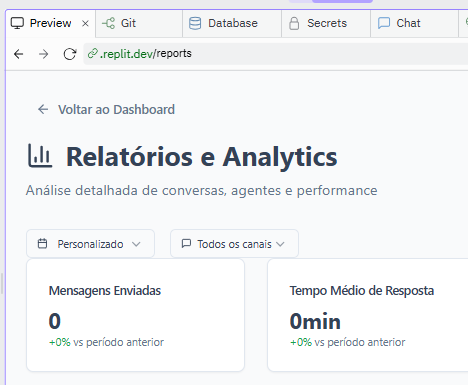 Preview
Git
Database
Secrets
Chat
.replit.dev/reports
Voltar ao Dashboard
Relatórios e Analytics
Análise detalhada de conversas, agentes e performance
Personalizado
Todos os canais
Mensagens Enviadas
0
+0% vs período anterior
Tempo Médio de Resposta
0min
+0% vs período anterior